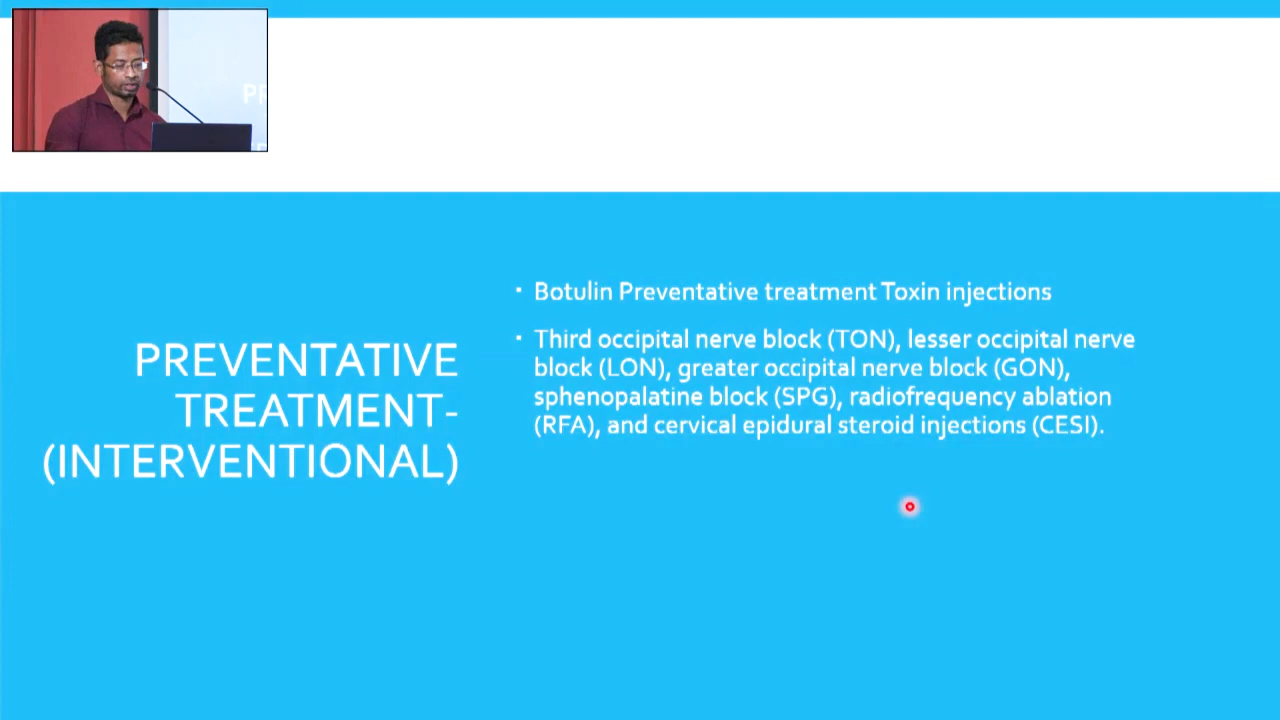 PREVENTATIVE
TREATMENT-
(INTERVENTIONAL)
▪ Botulin Preventative treatment Toxin injections
▪ Third occipital nerve block (TON), lesser occipital nerve
block (LON), greater occipital nerve block (GON),
sphenopalatine block (SPG), radiofrequency ablation
(RFA), and cervical epidural steroid injections (CESI).